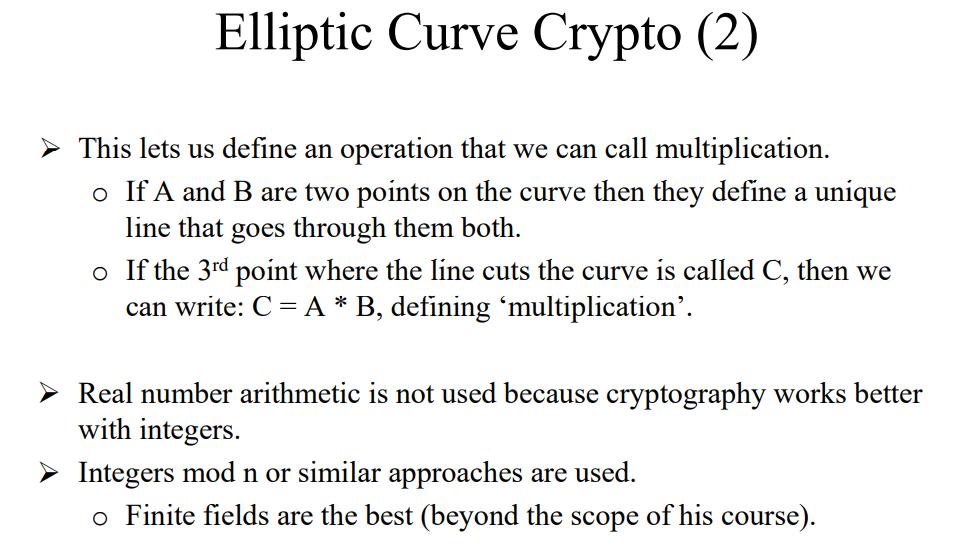 Elliptic Curve Crypto (2)
➢ This lets us define an operation that we can call multiplication.
o If A and B are two points on the curve then they define a unique
line that goes through them both.
o If the 3rd point where the line cuts the curve is called C, then we
can write: C = A * B, defining ‘multiplication’.
➢ Real number arithmetic is not used because cryptography works better
with integers.
➢ Integers mod n or similar approaches are used.
o Finite fields are the best (beyond the scope of his course).